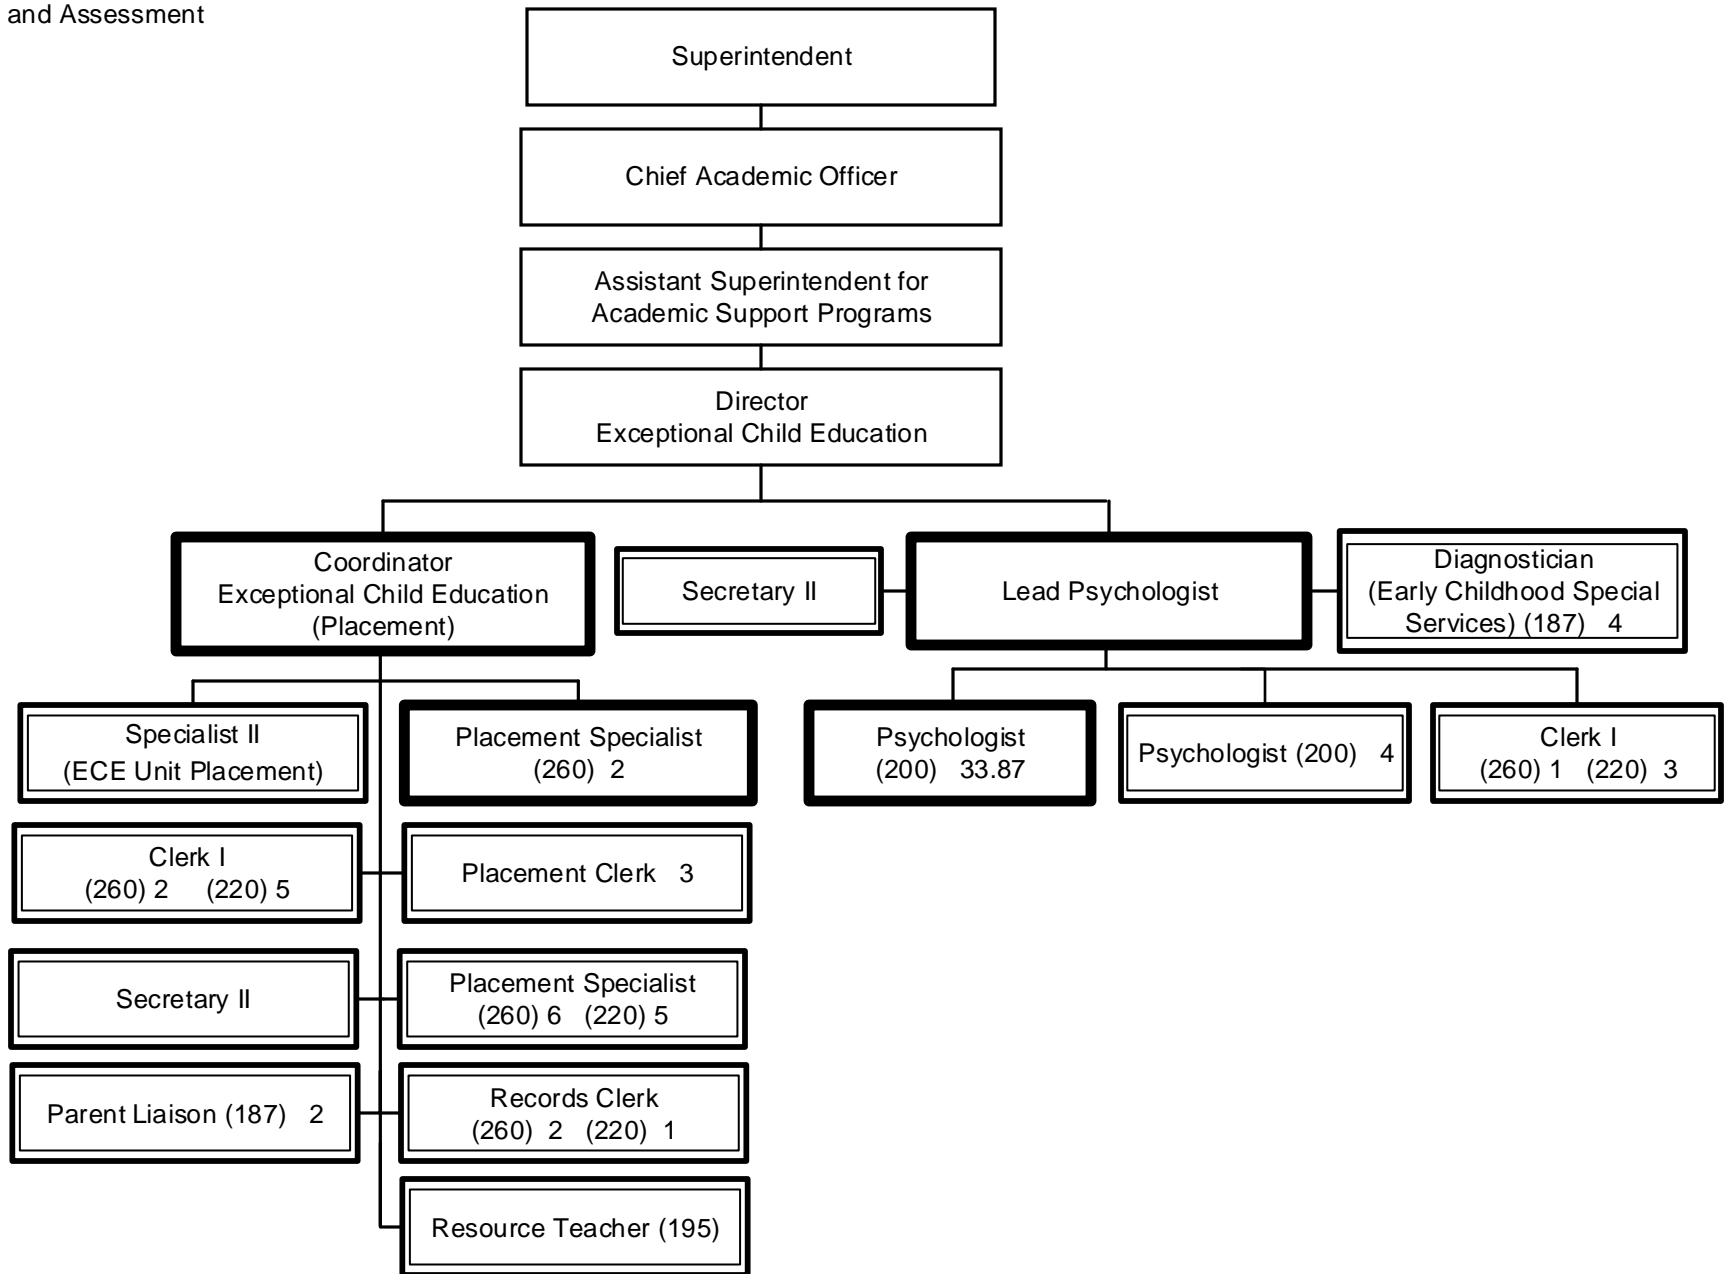 and Assessment
Superintendent
Chief Academic Officer
Assistant Superintendent for
Academic Support Programs
Director
Exceptional Child Education
Coordinator
Exceptional Child Education
(Placement)
Secretary II
Lead Psychologist
Diagnostician
(Early Childhood Special
Services) (187) 4
Specialist II
(ECE Unit Placement)
Placement Specialist
(260) 2
Psychologist
(200) 33.87
Psychologist (200) 4
Clerk I
(260) 1 (220) 3
Clerk I
(260) 2 (220) 5
Placement Clerk 3
Secretary II
Placement Specialist
(260) 6 (220) 5
Parent Liaison (187) 2
Records Clerk
(260) 2 (220) 1
Resource Teacher (195)